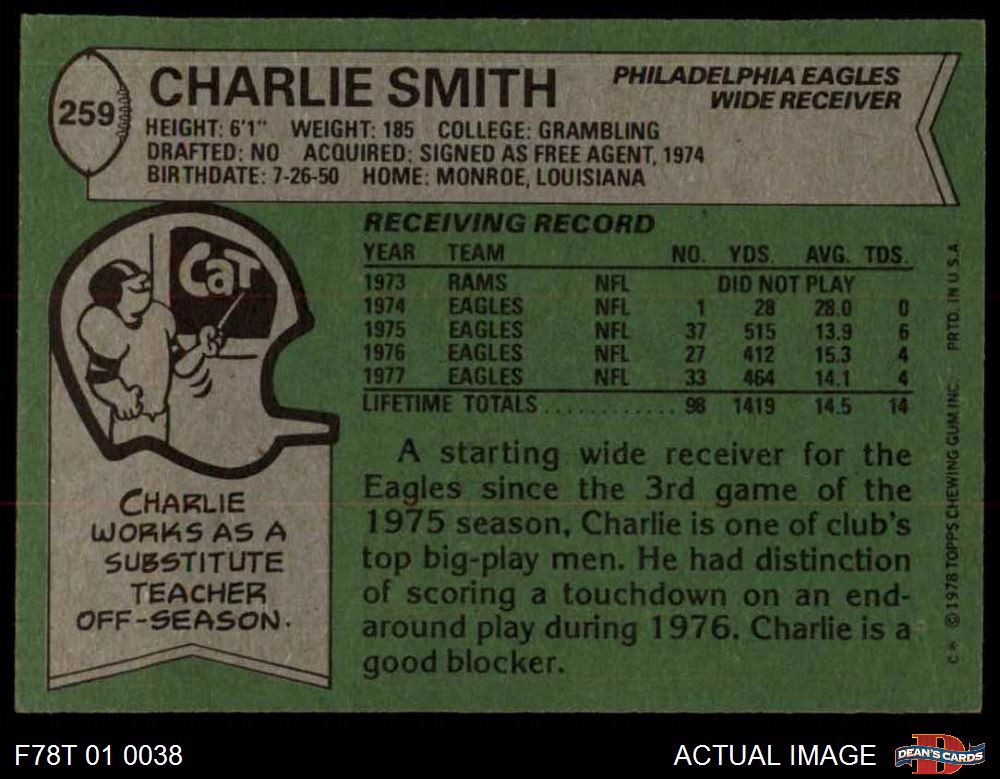 259
CHARLIE SMITH
PHILADELPHIA EAGLES
WIDE RECEIVER
HEIGHT: 6'1" WEIGHT: 185 COLLEGE: GRAMBLING
DRAFTED: NO ACQUIRED: SIGNED AS FREE AGENT, 1974
BIRTHDATE: 7-26-50 HOME: MONROE, LOUISIANA
CaT
CHARLIE
WORKS AS A
SUBSTITUTE
TEACHER
OFF-SEASON.
RECEIVING RECORD
YEAR TEAM NO. YDS. AVG. TDS.
1973 RAMS NFL DID NOT PLAY
1974 EAGLES NFL 1 28 28.0 0
1975 EAGLES NFL 37 515 13.9 6
1976 EAGLES NFL 27 412 15.3 4
1977 EAGLES NFL 33 464 14.1 4
LIFETIME TOTALS............ 98 1419 14.5 14
A starting wide receiver for the
Eagles since the 3rd game of the
1975 season, Charlie is one of club's
top big-play men. He had distinction
of scoring a touchdown on an end-
around play during 1976. Charlie is a
good blocker.
C* ©1978 TOPPS CHEWING GUM INC. PRTD. IN U.S.A.
F78T 01 0038
ACTUAL IMAGE
D
DEAN'S CARDS